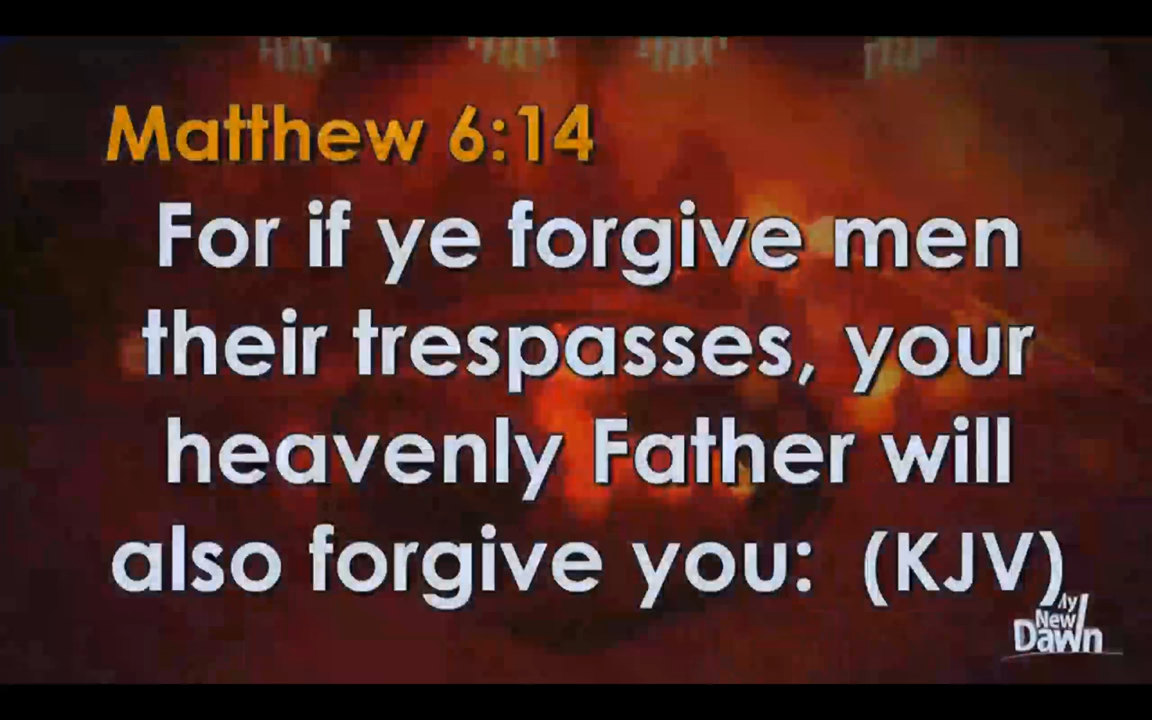 Matthew 6:14
For if ye forgive men
their trespasses, your
heavenly Father will
also forgive you: (KJV)
My
New
Dawn